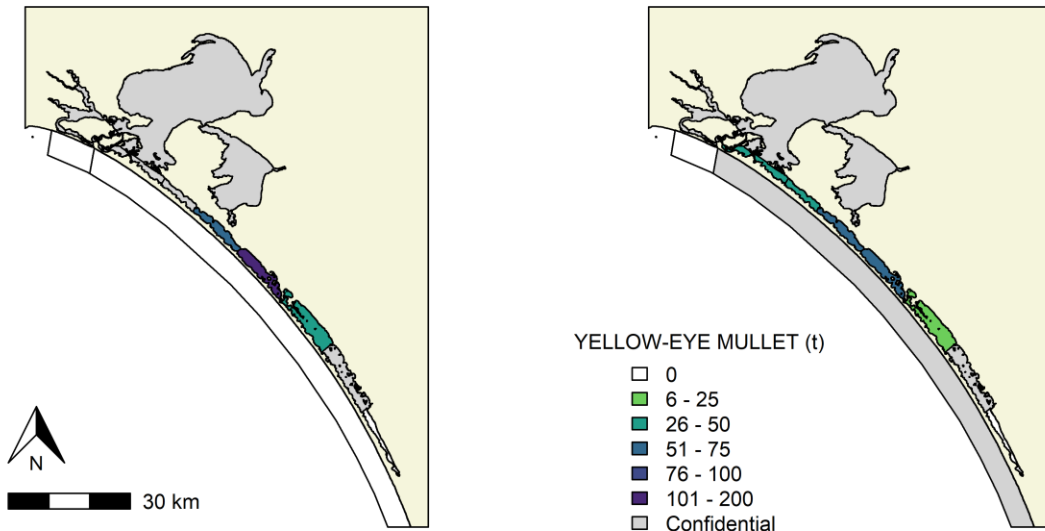 N
30 km
YELLOW-EYE MULLET (t)
0
6 - 25
26 - 50
51 - 75
76 - 100
101 - 200
Confidential